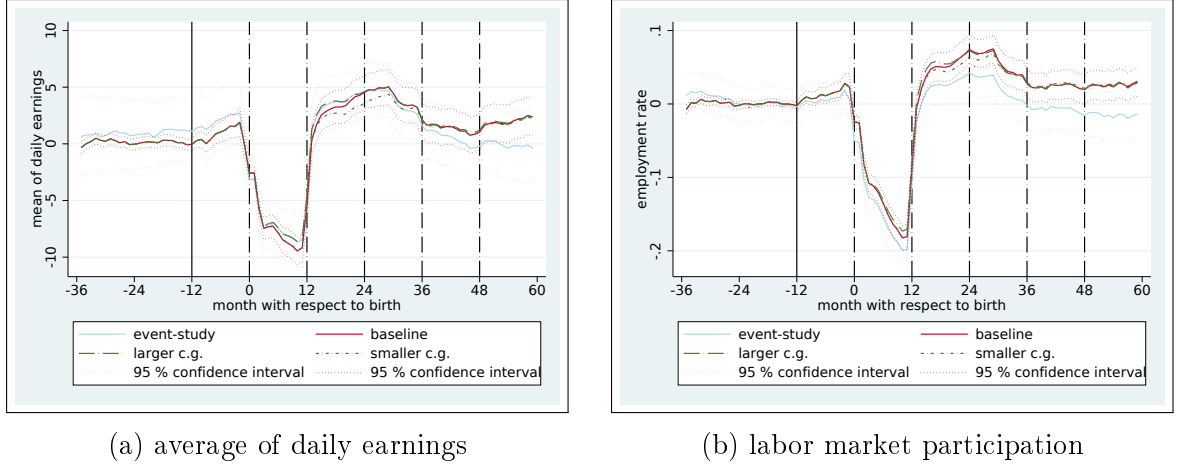 mean of daily earnings
10
5
0
-5
-10
-36 -24 -12 0 12 24 36 48 60
month with respect to birth
event-study baseline
larger c.g. smaller c.g.
95 % confidence interval 95 % confidence interval
(a) average of daily earnings
employment rate
.1
0
-.1
-.2
-36 -24 -12 0 12 24 36 48 60
month with respect to birth
event-study baseline
larger c.g. smaller c.g.
95 % confidence interval 95 % confidence interval
(b) labor market participation